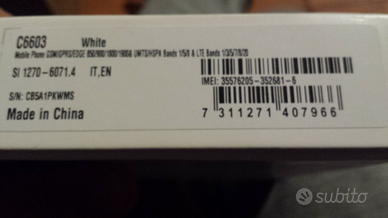 C6603 White
Mobile Phone GSM/GPRS/EDGE 850/900/1800/1900& UMTS/HSPA Bands 1/5/8 & LTE Bands 1/3/5/7/8/20
SI 1270-6071.4 IT,EN
IMEI: 35576205-352681-6
S/N: CB5A1PKWMS
Made in China
7 311271 407966
subito